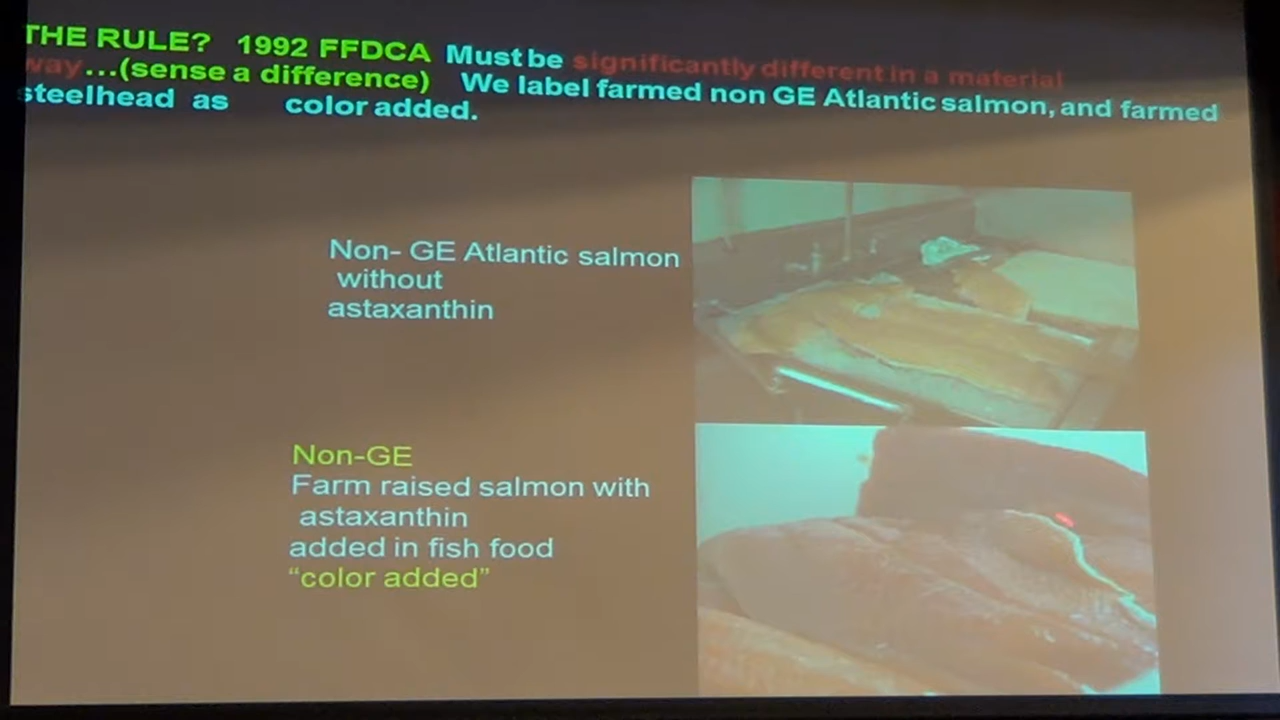 THE RULE? 1992 FFDCA Must be significantly different in a material
way...(sense a difference) We label farmed non GE Atlantic salmon, and farmed
steelhead as color added.
Non- GE Atlantic salmon
without
astaxanthin
Non-GE
Farm raised salmon with
astaxanthin
added in fish food
“color added”